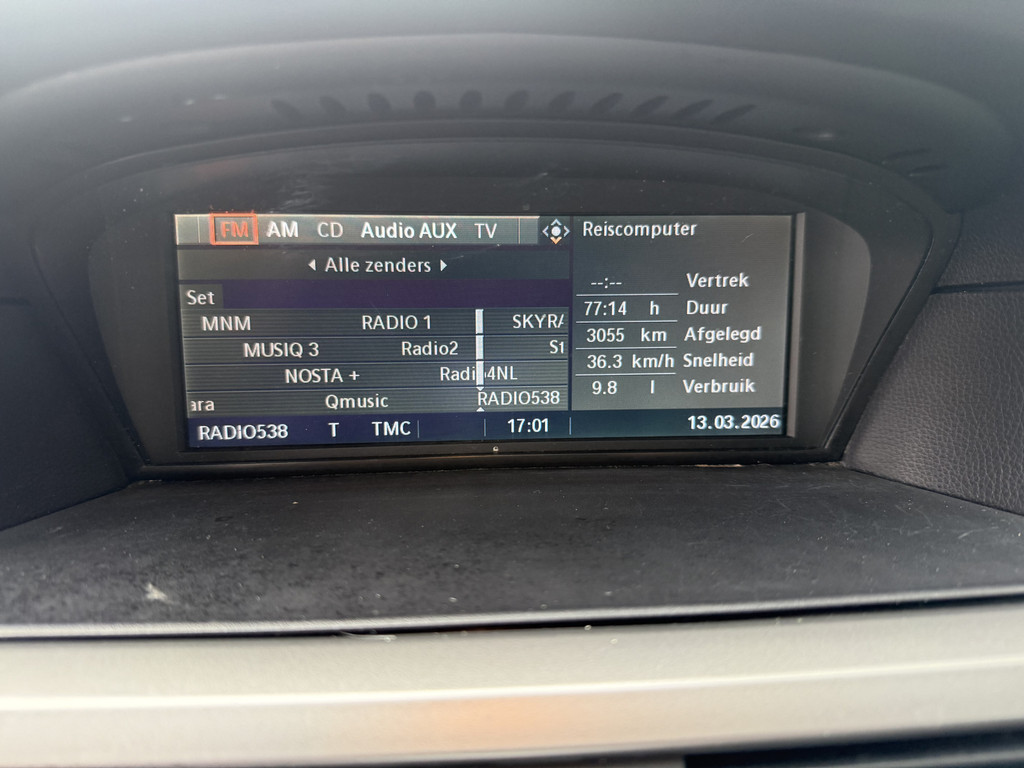 FM AM CD Audio AUX TV
Alle zenders
Set
MNM RADIO 1 SKYRA
MUSIQ 3 Radio2 St
NOSTA + Radio4NL
ara Qmusic RADIO538
RADIO538 T TMC 17:01 13.03.2026
Reiscomputer
--:-- Vertrek
77:14 h Duur
3055 km Afgelegd
36.3 km/h Snelheid
9.8 l Verbruik